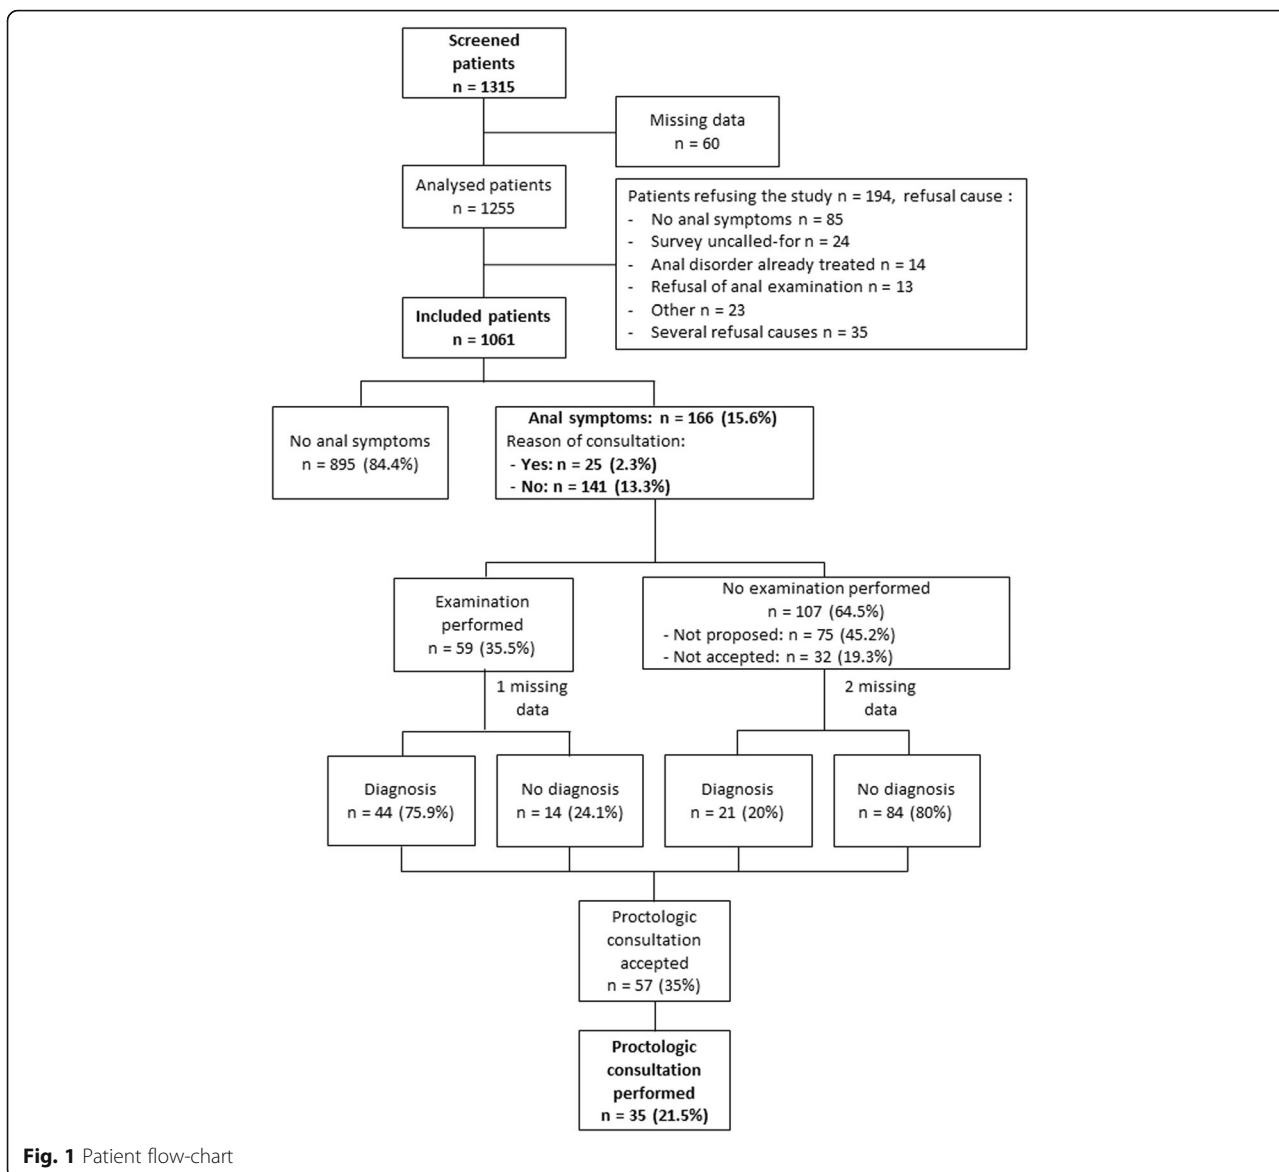 Screened
patients
n = 1315
Missing data
n = 60
Analysed patients
n = 1255
Patients refusing the study n = 194, refusal cause :
- No anal symptoms n = 85
- Survey uncalled-for n = 24
- Anal disorder already treated n = 14
- Refusal of anal examination n = 13
- Other n = 23
- Several refusal causes n = 35
Included patients
n = 1061
No anal symptoms
n = 895 (84.4%)
Anal symptoms: n = 166 (15.6%)
Reason of consultation:
- Yes: n = 25 (2.3%)
- No: n = 141 (13.3%)
Examination
performed
n = 59 (35.5%)
No examination performed
n = 107 (64.5%)
- Not proposed: n = 75 (45.2%)
- Not accepted: n = 32 (19.3%)
1 missing
data
2 missing
data
Diagnosis
n = 44 (75.9%)
No diagnosis
n = 14 (24.1%)
Diagnosis
n = 21 (20%)
No diagnosis
n = 84 (80%)
Proctologic
consultation
accepted
n = 57 (35%)
Proctologic
consultation
performed
n = 35 (21.5%)
Fig. 1 Patient flow-chart